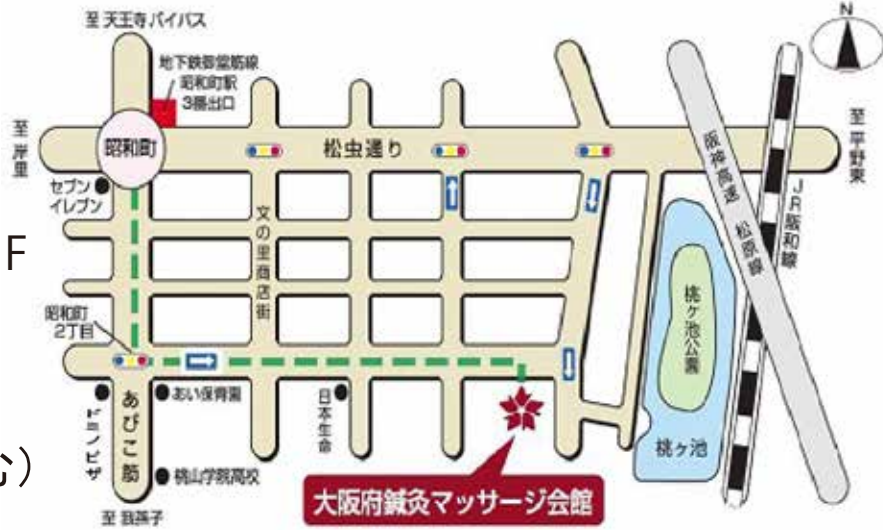 至 天王寺バイパス
N
地下鉄御堂筋線
昭和町駅
3番出口
至 岸里
昭和町
松虫通り
至 平野東
セブン
イレブン
阪神高速 松原線
JR阪和線
F
文の里商店街
昭和町
2丁目
桃ヶ池公園
あびこ筋
あい保育園
日本生命
ドミノピザ
桃ヶ池
む）
桃山学院高校
大阪府鍼灸マッサージ会館
至 我孫子